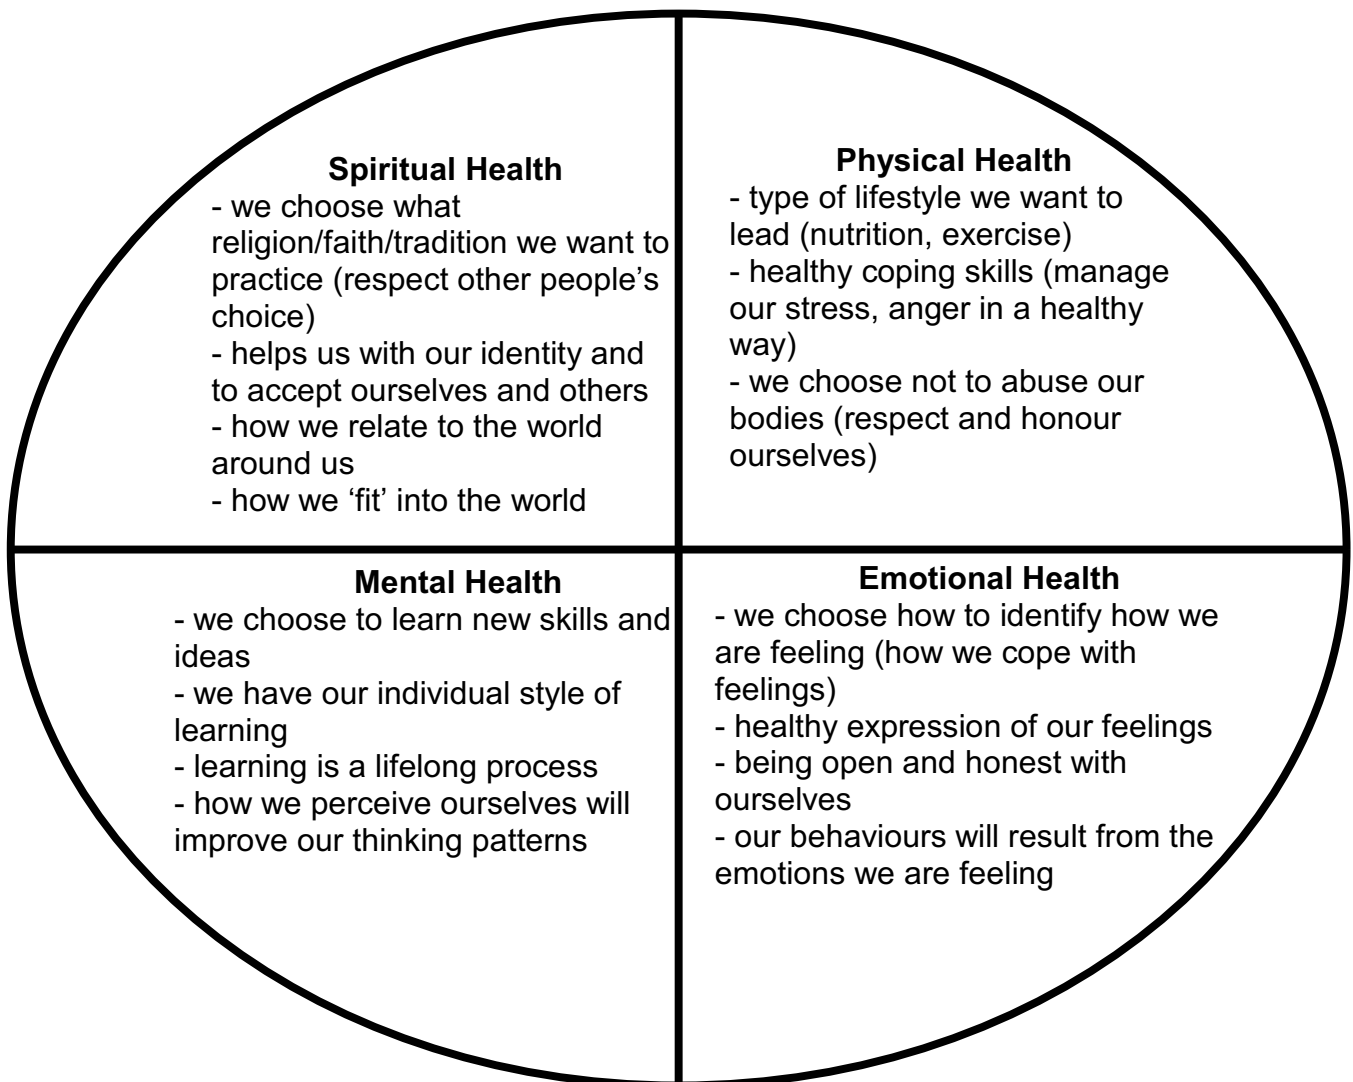 Spiritual Health
- we choose what
religion/faith/tradition we want to
practice (respect other people’s
choice)
- helps us with our identity and
to accept ourselves and others
- how we relate to the world
around us
- how we ‘fit’ into the world
Physical Health
- type of lifestyle we want to
lead (nutrition, exercise)
- healthy coping skills (manage
our stress, anger in a healthy
way)
- we choose not to abuse our
bodies (respect and honour
ourselves)
Mental Health
- we choose to learn new skills and
ideas
- we have our individual style of
learning
- learning is a lifelong process
- how we perceive ourselves will
improve our thinking patterns
Emotional Health
- we choose how to identify how we
are feeling (how we cope with
feelings)
- healthy expression of our feelings
- being open and honest with
ourselves
- our behaviours will result from the
emotions we are feeling